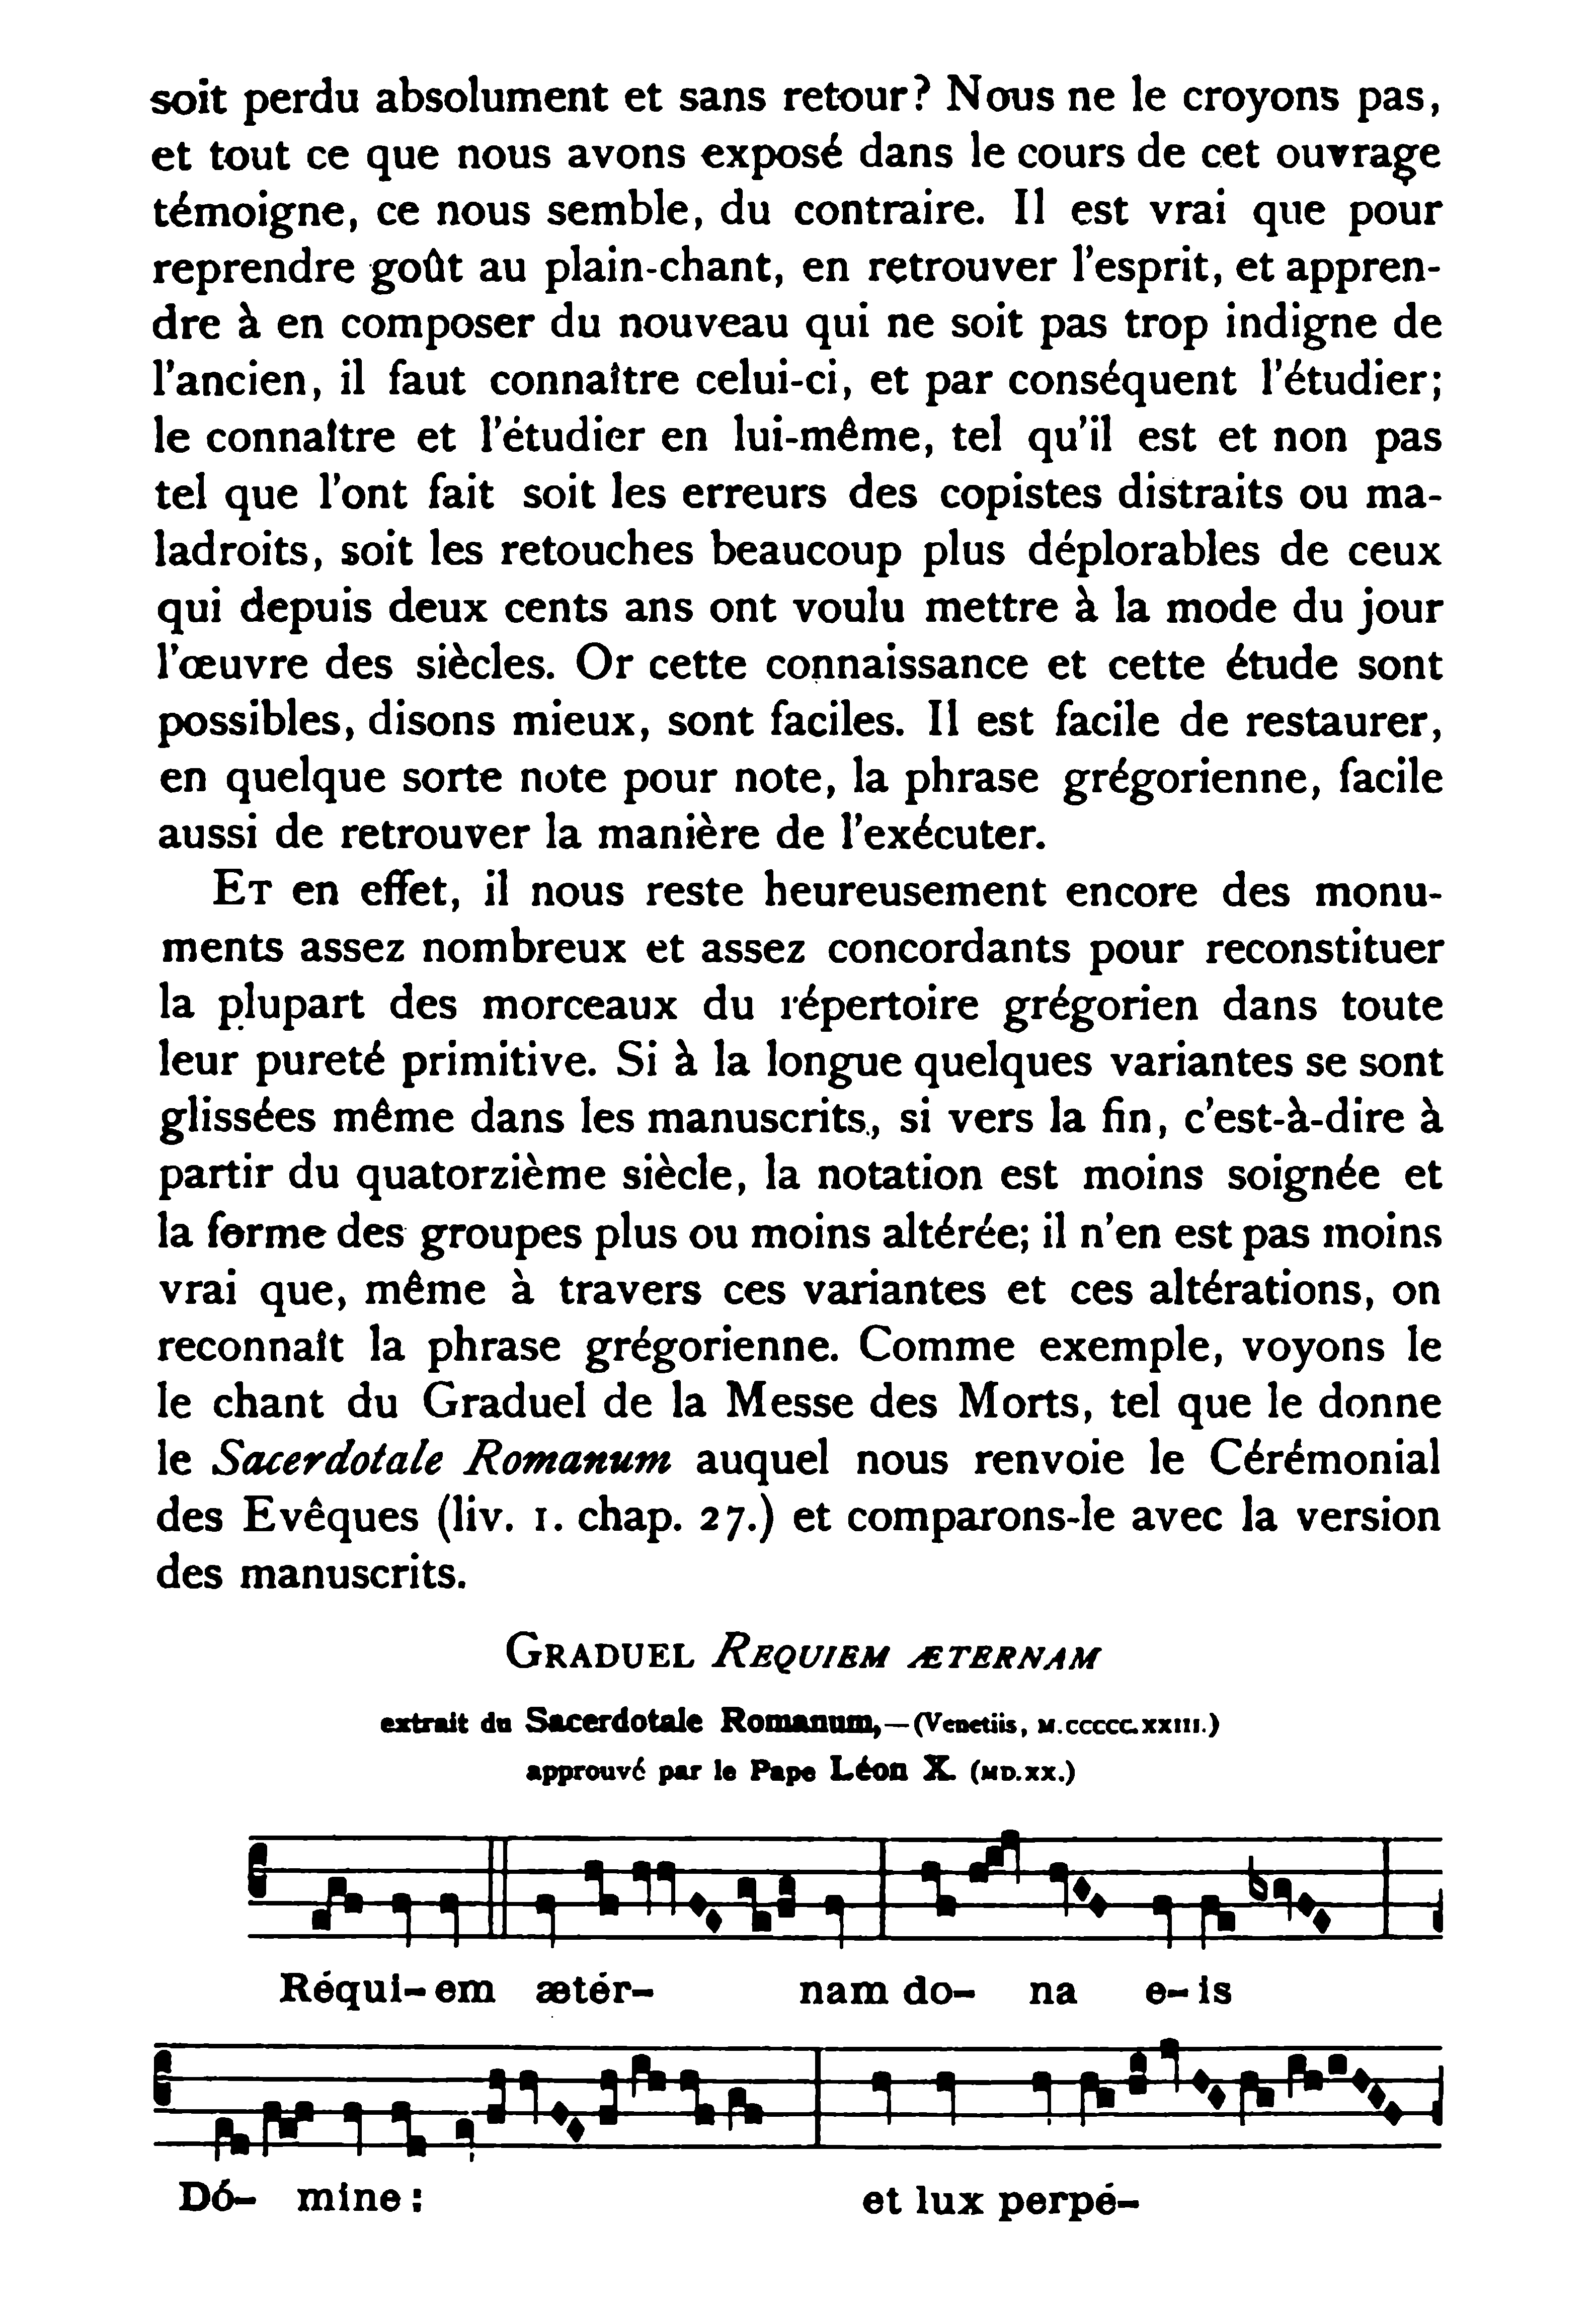 soit perdu absolument et sans retour? Nous ne le croyons pas,
et tout ce que nous avons exposé dans le cours de cet ouvrage
témoigne, ce nous semble, du contraire. Il est vrai que pour
reprendre goût au plain-chant, en retrouver l'esprit, et appren-
dre à en composer du nouveau qui ne soit pas trop indigne de
l'ancien, il faut connaître celui-ci, et par conséquent l'étudier;
le connaître et l'étudier en lui-même, tel qu'il est et non pas
tel que l'ont fait soit les erreurs des copistes distraits ou ma-
ladroits, soit les retouches beaucoup plus déplorables de ceux
qui depuis deux cents ans ont voulu mettre à la mode du jour
l'œuvre des siècles. Or cette connaissance et cette étude sont
possibles, disons mieux, sont faciles. Il est facile de restaurer,
en quelque sorte note pour note, la phrase grégorienne, facile
aussi de retrouver la manière de l'exécuter.
ET en effet, il nous reste heureusement encore des monu-
ments assez nombreux et assez concordants pour reconstituer
la plupart des morceaux du répertoire grégorien dans toute
leur pureté primitive. Si à la longue quelques variantes se sont
glissées même dans les manuscrits, si vers la fin, c'est-à-dire à
partir du quatorzième siècle, la notation est moins soignée et
la forme des groupes plus ou moins altérée; il n'en est pas moins
vrai que, même à travers ces variantes et ces altérations, on
reconnaît la phrase grégorienne. Comme exemple, voyons le
le chant du Graduel de la Messe des Morts, tel que le donne
le Sacerdotale Romanum auquel nous renvoie le Cérémonial
des Evêques (liv. 1. chap. 27.) et comparons-le avec la version
des manuscrits.
GRADUEL REQUIEM ÆTERNAM
extrait du Sacerdotale Romanum,—(Venetiis, M.CCCCC.XXIII.)
approuvé par le Pape Léon X. (MD.XX.)
Réqui-em ætér- nam do- na e-is
Dó- mine: et lux perpé-